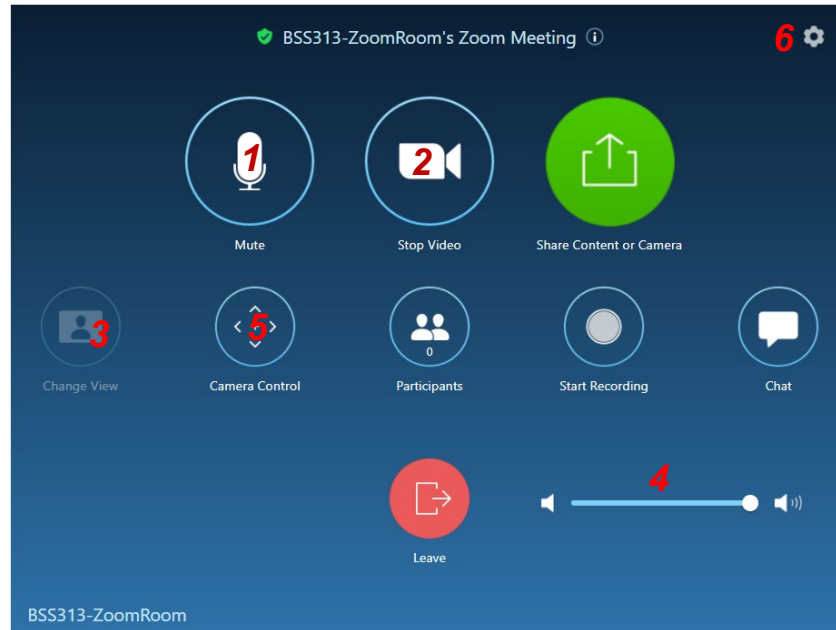 BSS313-ZoomRoom's Zoom Meeting
6
1
2
Mute
Stop Video
Share Content or Camera
3
5
0
Change View
Camera Control
Participants
Start Recording
Chat
4
Leave
BSS313-ZoomRoom